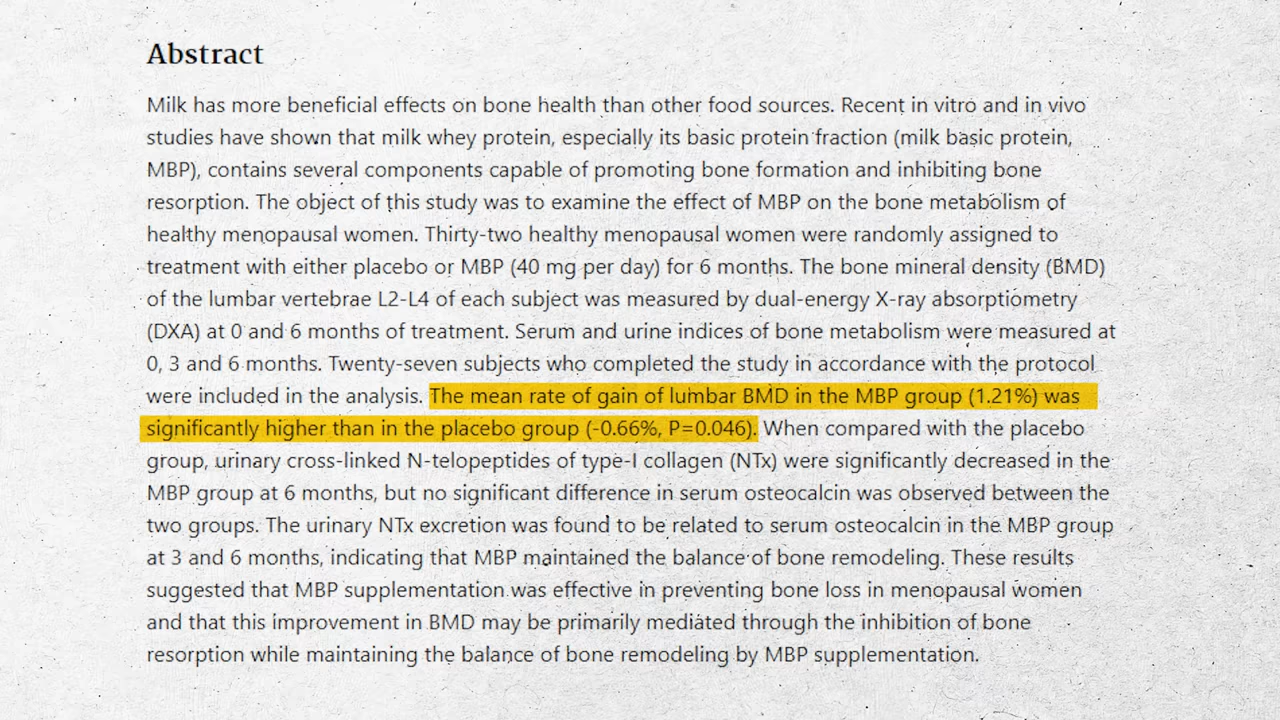 Abstract
Milk has more beneficial effects on bone health than other food sources. Recent in vitro and in vivo
studies have shown that milk whey protein, especially its basic protein fraction (milk basic protein,
MBP), contains several components capable of promoting bone formation and inhibiting bone
resorption. The object of this study was to examine the effect of MBP on the bone metabolism of
healthy menopausal women. Thirty-two healthy menopausal women were randomly assigned to
treatment with either placebo or MBP (40 mg per day) for 6 months. The bone mineral density (BMD)
of the lumbar vertebrae L2-L4 of each subject was measured by dual-energy X-ray absorptiometry
(DXA) at 0 and 6 months of treatment. Serum and urine indices of bone metabolism were measured at
0, 3 and 6 months. Twenty-seven subjects who completed the study in accordance with the protocol
were included in the analysis. The mean rate of gain of lumbar BMD in the MBP group (1.21%) was
significantly higher than in the placebo group (-0.66%, P=0.046). When compared with the placebo
group, urinary cross-linked N-telopeptides of type-I collagen (NTx) were significantly decreased in the
MBP group at 6 months, but no significant difference in serum osteocalcin was observed between the
two groups. The urinary NTx excretion was found to be related to serum osteocalcin in the MBP group
at 3 and 6 months, indicating that MBP maintained the balance of bone remodeling. These results
suggested that MBP supplementation was effective in preventing bone loss in menopausal women
and that this improvement in BMD may be primarily mediated through the inhibition of bone
resorption while maintaining the balance of bone remodeling by MBP supplementation.